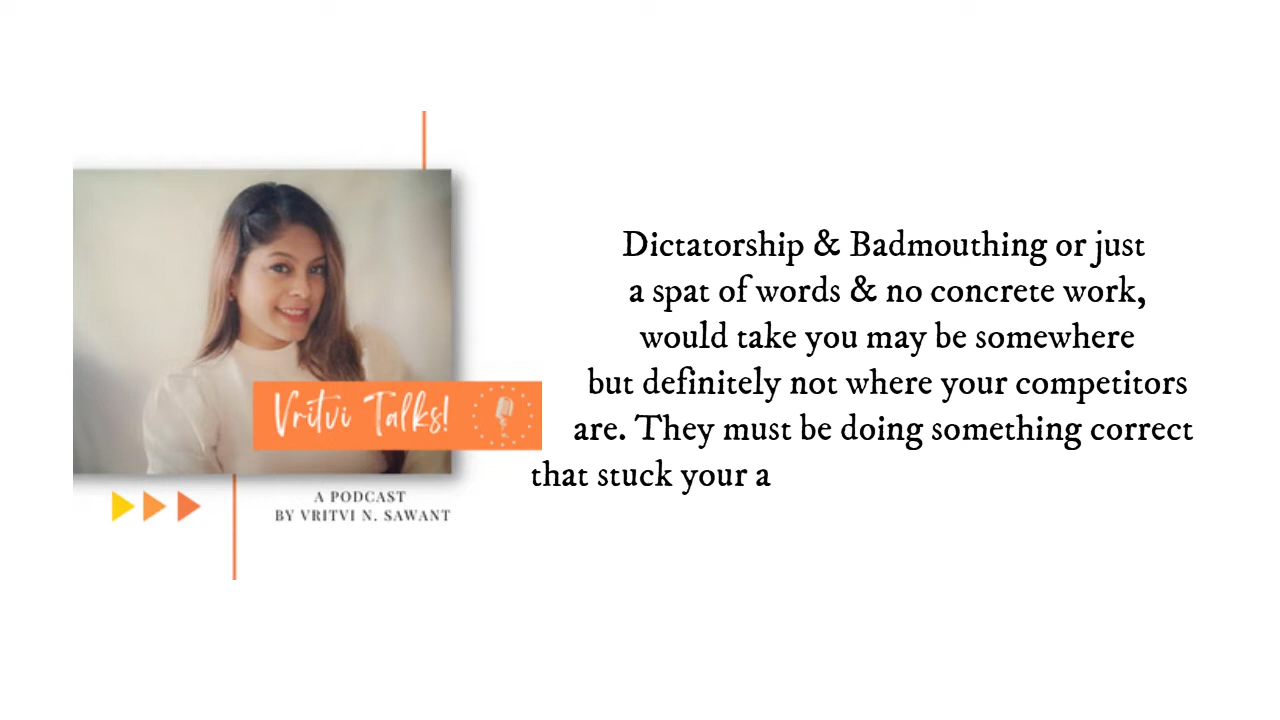 Dictatorship & Badmouthing or just
a spat of words & no concrete work,
would take you may be somewhere
but definitely not where your competitors
are. They must be doing something correct
that stuck your a
Vritvi Talks!
A PODCAST
BY VRITVI N. SAWANT